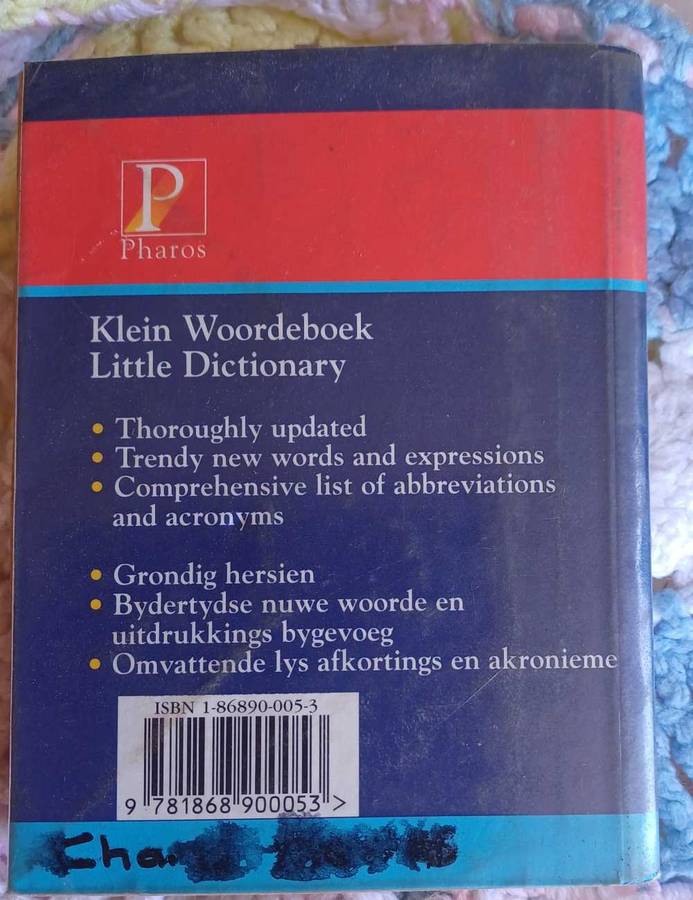 P
Pharos
Klein Woordeboek
Little Dictionary
• Thoroughly updated
• Trendy new words and expressions
• Comprehensive list of abbreviations
and acronyms
• Grondig hersien
• Bydertydse nuwe woorde en
uitdrukkings bygevoeg
• Omvattende lys afkortings en akronieme
ISBN 1-86890-005-3
9 781868 900053 >